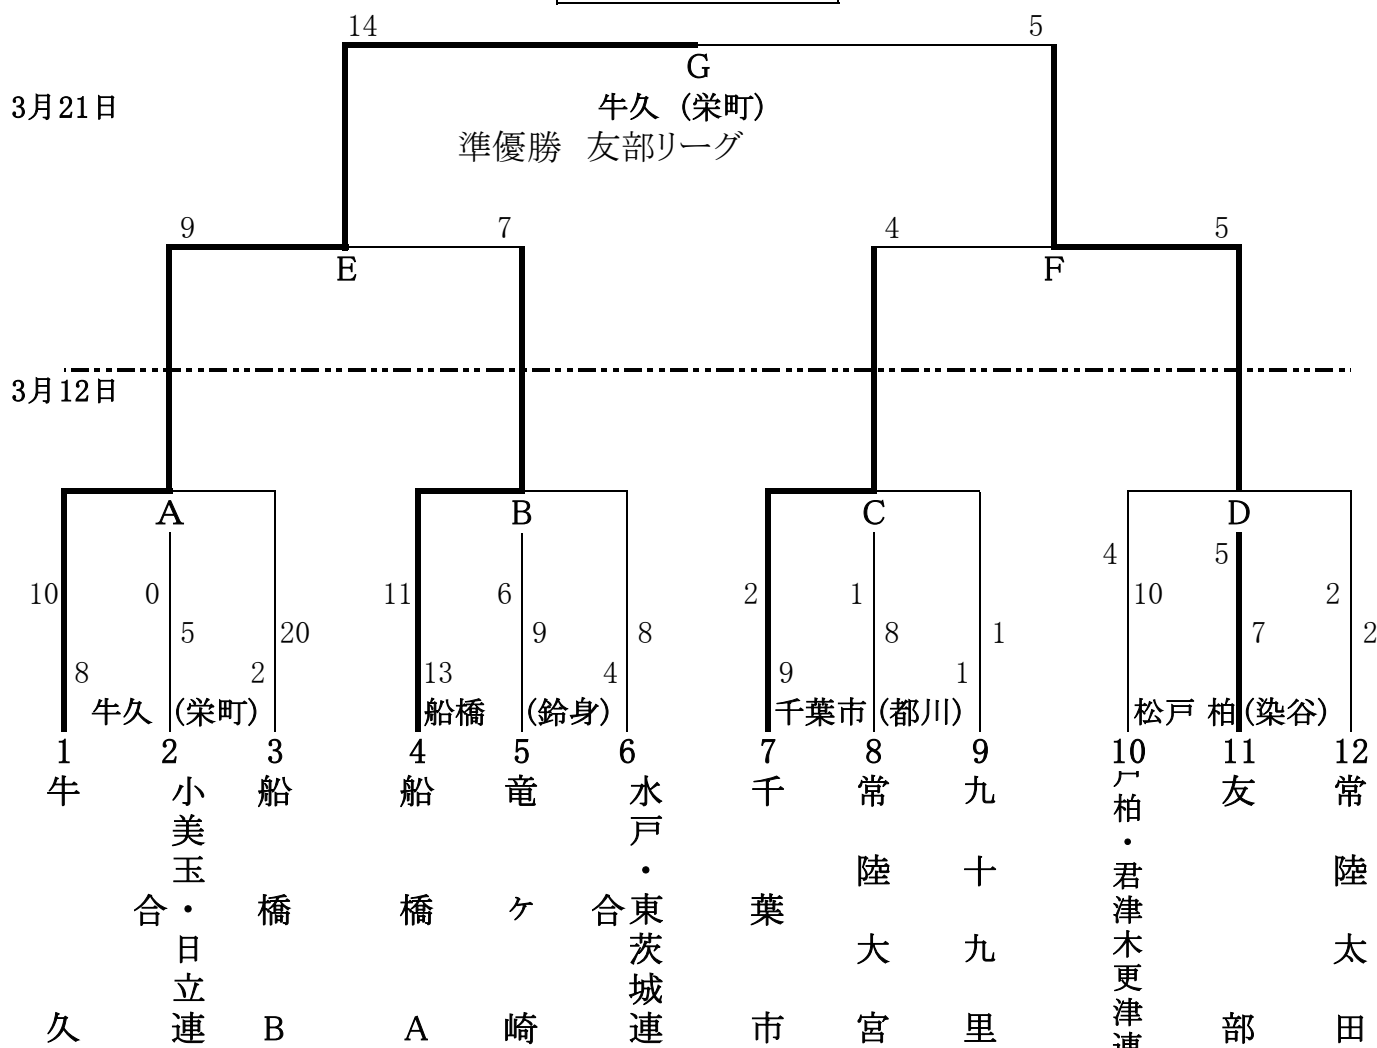 14 5
G
3月21日 牛久 (栄町)
準優勝 友部リーグ
9 7 4 5
E F
3月12日
A B C D
4 5
10 0 11 6 2 1 10 2
5 20 9 8 8 1 7 2
8 2 13 4 9 1
牛久 (栄町) 船橋 (鈴身) 千葉市 (都川) 松戸 柏 (染谷)
1 2 3 4 5 6 7 8 9 10 11 12
牛久
小美玉・日立連合
船橋B
船橋A
竜ヶ崎
水戸・東茨城連合
千葉市
常陸大宮
九十九里
戸柏・君津木更津連
友部
常陸太田